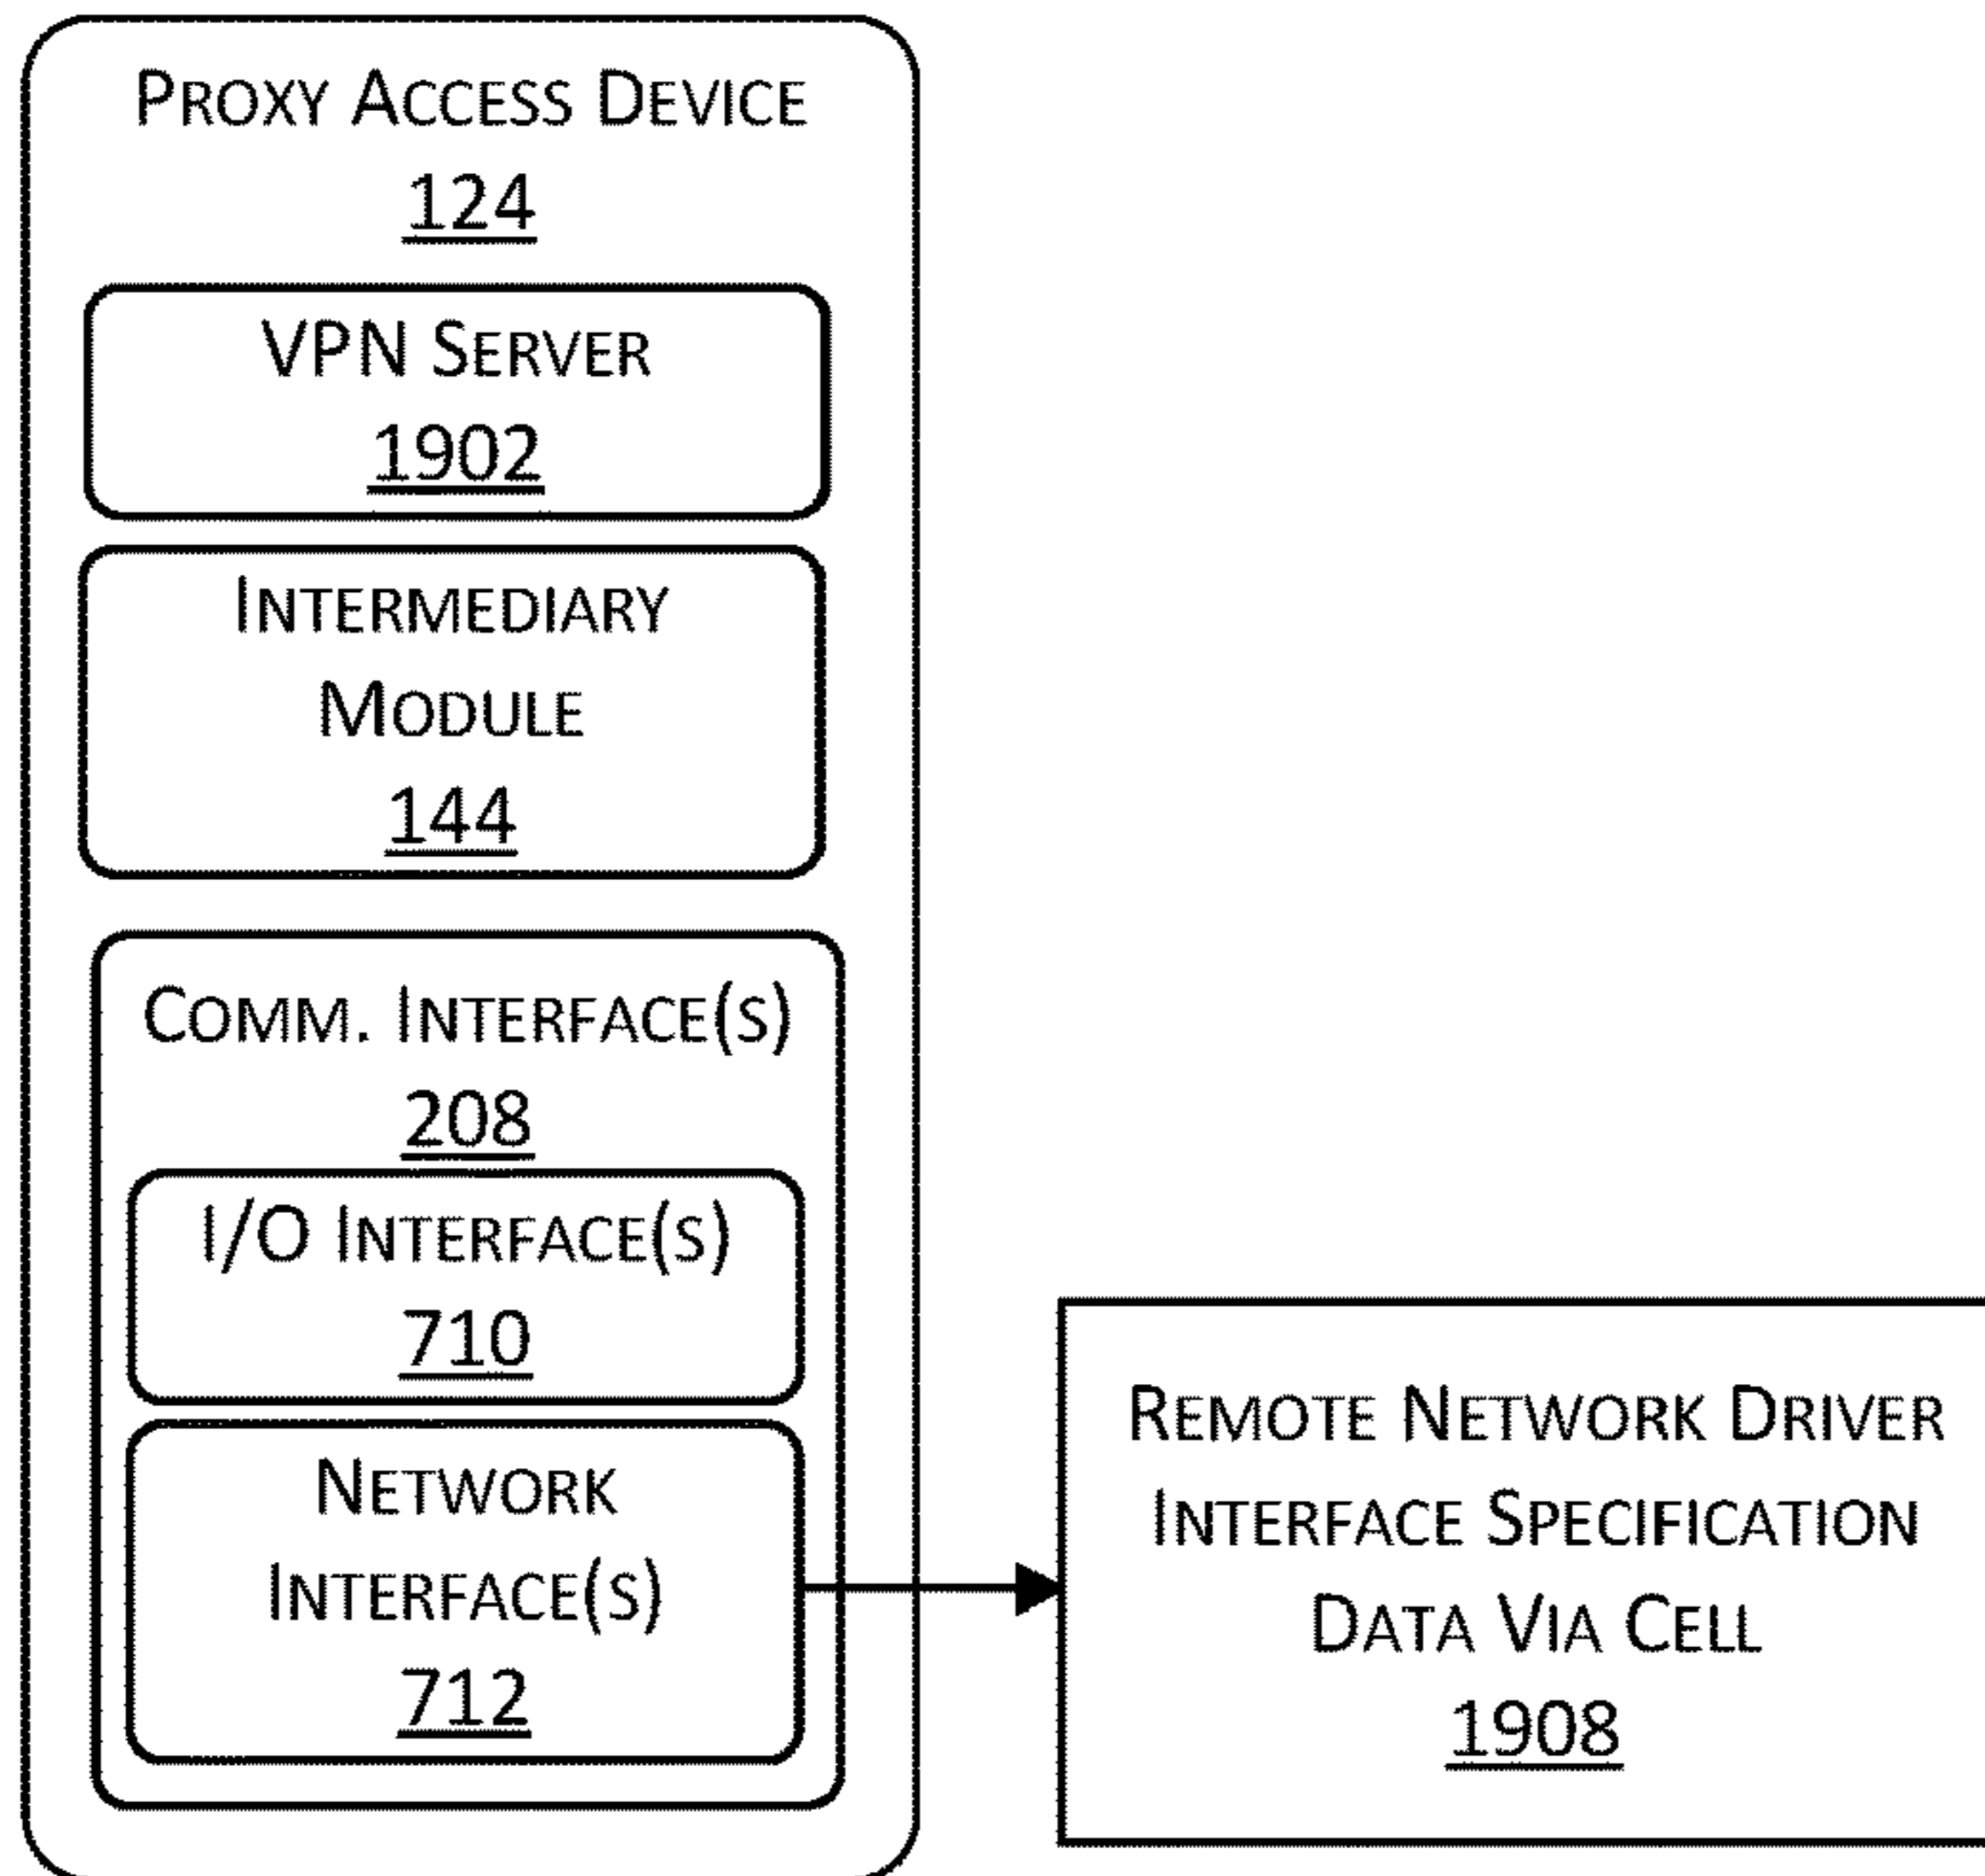 PROXY ACCESS DEVICE
124
VPN SERVER
1902
INTERMEDIARY
MODULE
144
COMM. INTERFACE(S)
208
I/O INTERFACE(S)
710
NETWORK
INTERFACE(S)
712
REMOTE NETWORK DRIVER
INTERFACE SPECIFICATION
DATA VIA CELL
1908